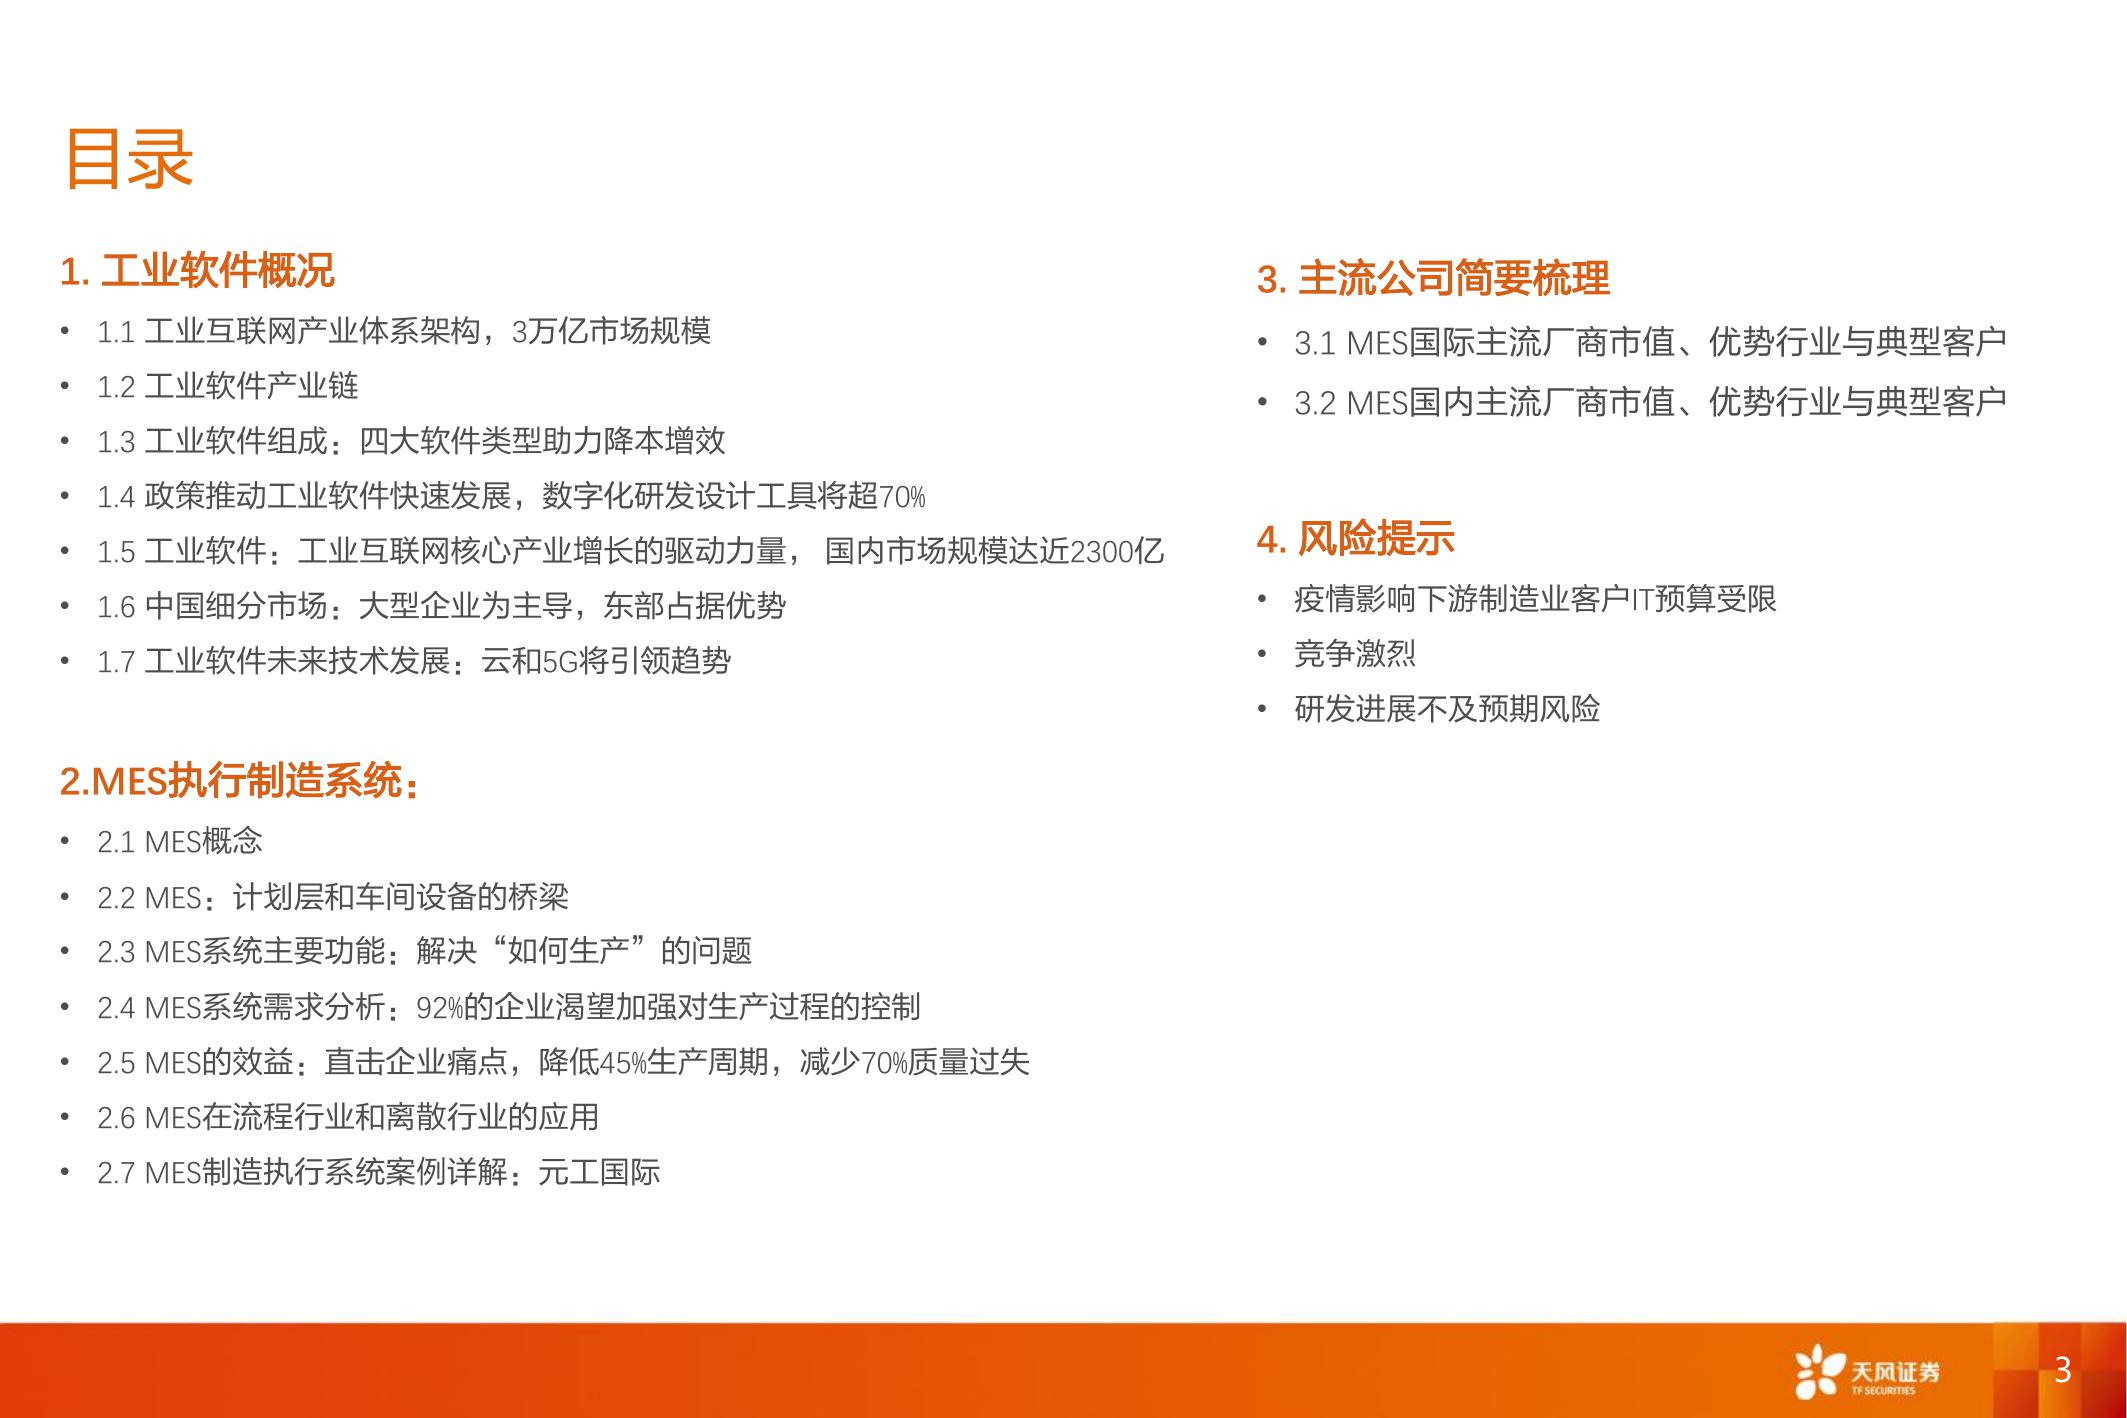 目录
1. 工业软件概况
• 1.1 工业互联网产业体系架构，3万亿市场规模
• 1.2 工业软件产业链
• 1.3 工业软件组成：四大软件类型助力降本增效
• 1.4 政策推动工业软件快速发展，数字化研发设计工具将超70%
• 1.5 工业软件：工业互联网核心产业增长的驱动力量， 国内市场规模达近2300亿
• 1.6 中国细分市场：大型企业为主导，东部占据优势
• 1.7 工业软件未来技术发展：云和5G将引领趋势
2.MES执行制造系统：
• 2.1 MES概念
• 2.2 MES：计划层和车间设备的桥梁
• 2.3 MES系统主要功能：解决“如何生产”的问题
• 2.4 MES系统需求分析：92%的企业渴望加强对生产过程的控制
• 2.5 MES的效益：直击企业痛点，降低45%生产周期，减少70%质量过失
• 2.6 MES在流程行业和离散行业的应用
• 2.7 MES制造执行系统案例详解：元工国际
3. 主流公司简要梳理
• 3.1 MES国际主流厂商市值、优势行业与典型客户
• 3.2 MES国内主流厂商市值、优势行业与典型客户
4. 风险提示
• 疫情影响下游制造业客户IT预算受限
• 竞争激烈
• 研发进展不及预期风险
天风证券
TF SECURITIES
3